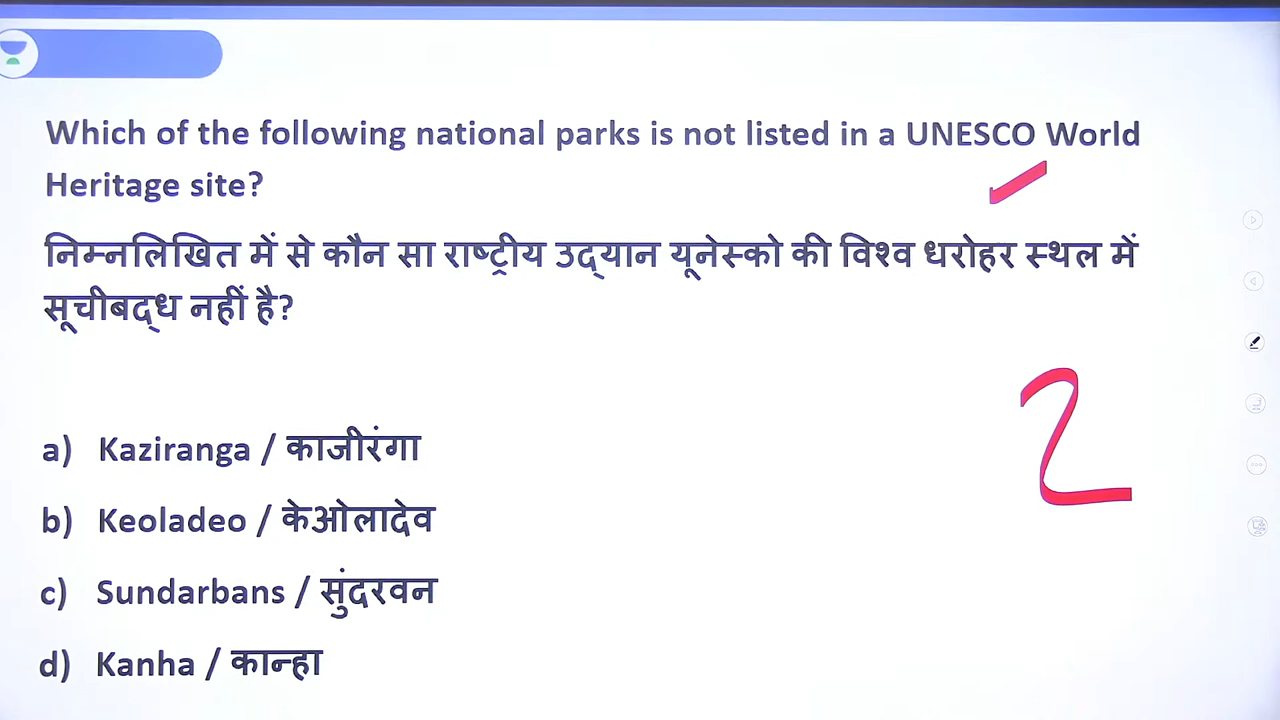 Which of the following national parks is not listed in a UNESCO World
Heritage site?
निम्नलिखित में से कौन सा राष्ट्रीय उद्यान यूनेस्को की विश्व धरोहर स्थल में
सूचीबद्ध नहीं है?
2
a) Kaziranga / काजीरंगा
b) Keoladeo / केओलादेव
c) Sundarbans / सुंदरवन
d) Kanha / कान्हा